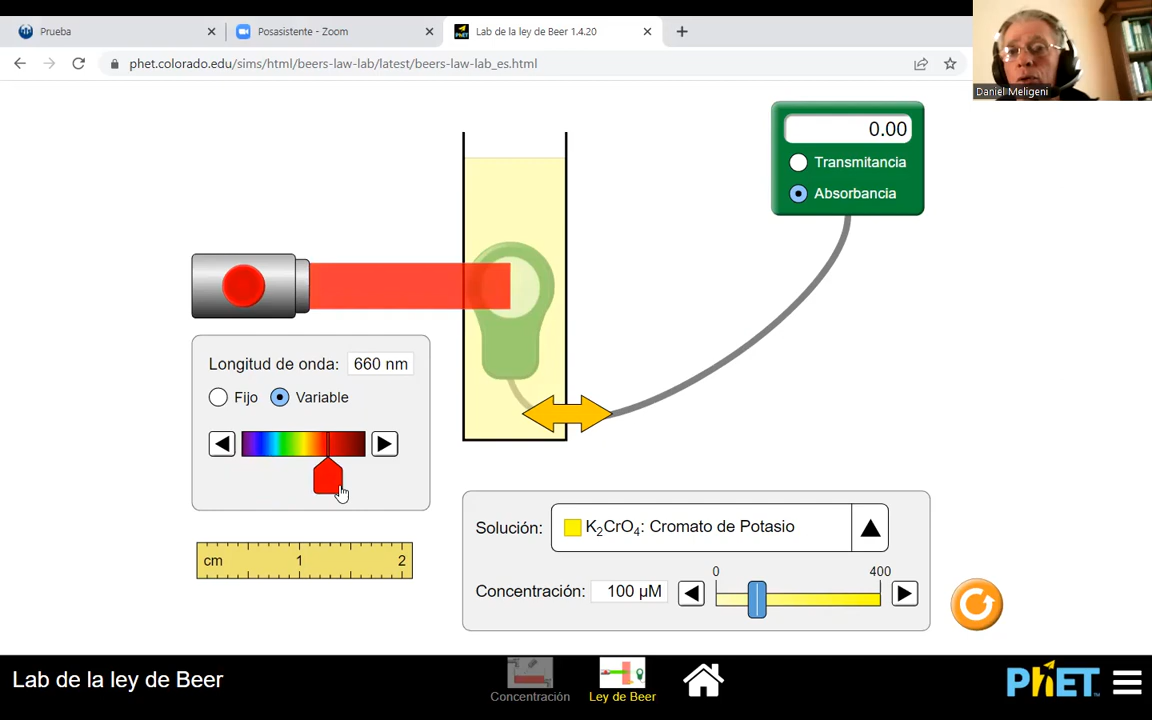 Prueba
Posasistente - Zoom
Lab de la ley de Beer 1.4.20
phet.colorado.edu/sims/html/beers-law-lab/latest/beers-law-lab_es.html
Daniel Meligeni
0.00
Transmitancia
Absorbancia
Longitud de onda: 660 nm
Fijo Variable
cm 1 2
Solución: K₂CrO₄: Cromato de Potasio
0 400
Concentración: 100 µM
Lab de la ley de Beer
Concentración
Ley de Beer
PhET